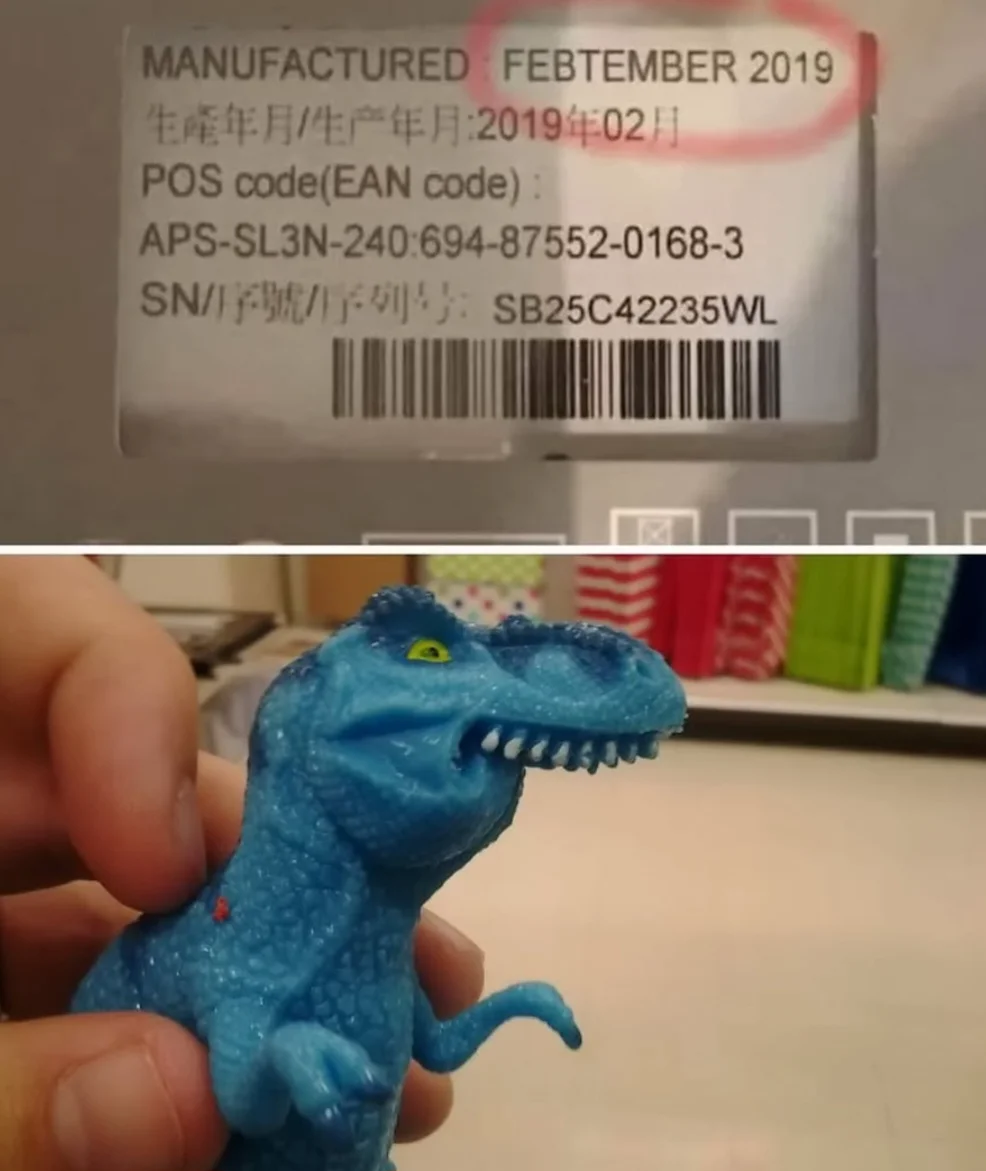 MANUFACTURED : FEBTEMBER 2019
生產年月/生产年月:2019年02月
POS code(EAN code) :
APS-SL3N-240:694-87552-0168-3
SN/序號/序列号: SB25C42235WL